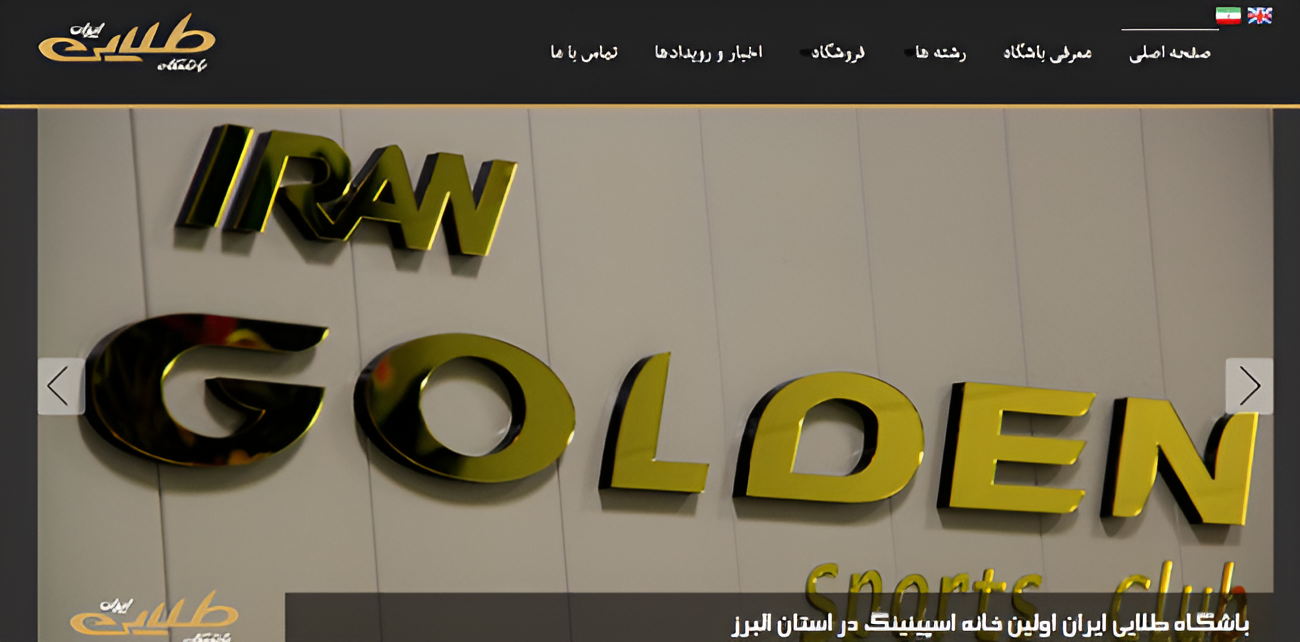 ایران
طلایی
باشگاه
صفحه اصلی
معرفی باشگاه
رشته ها
فروشگاه
اخبار و رویدادها
تماس با ما
IRAN
GOLDEN
sports club
باشگاه طلایی ایران اولین خانه اسپینینگ در استان البرز
ایران
طلایی
باشگاه